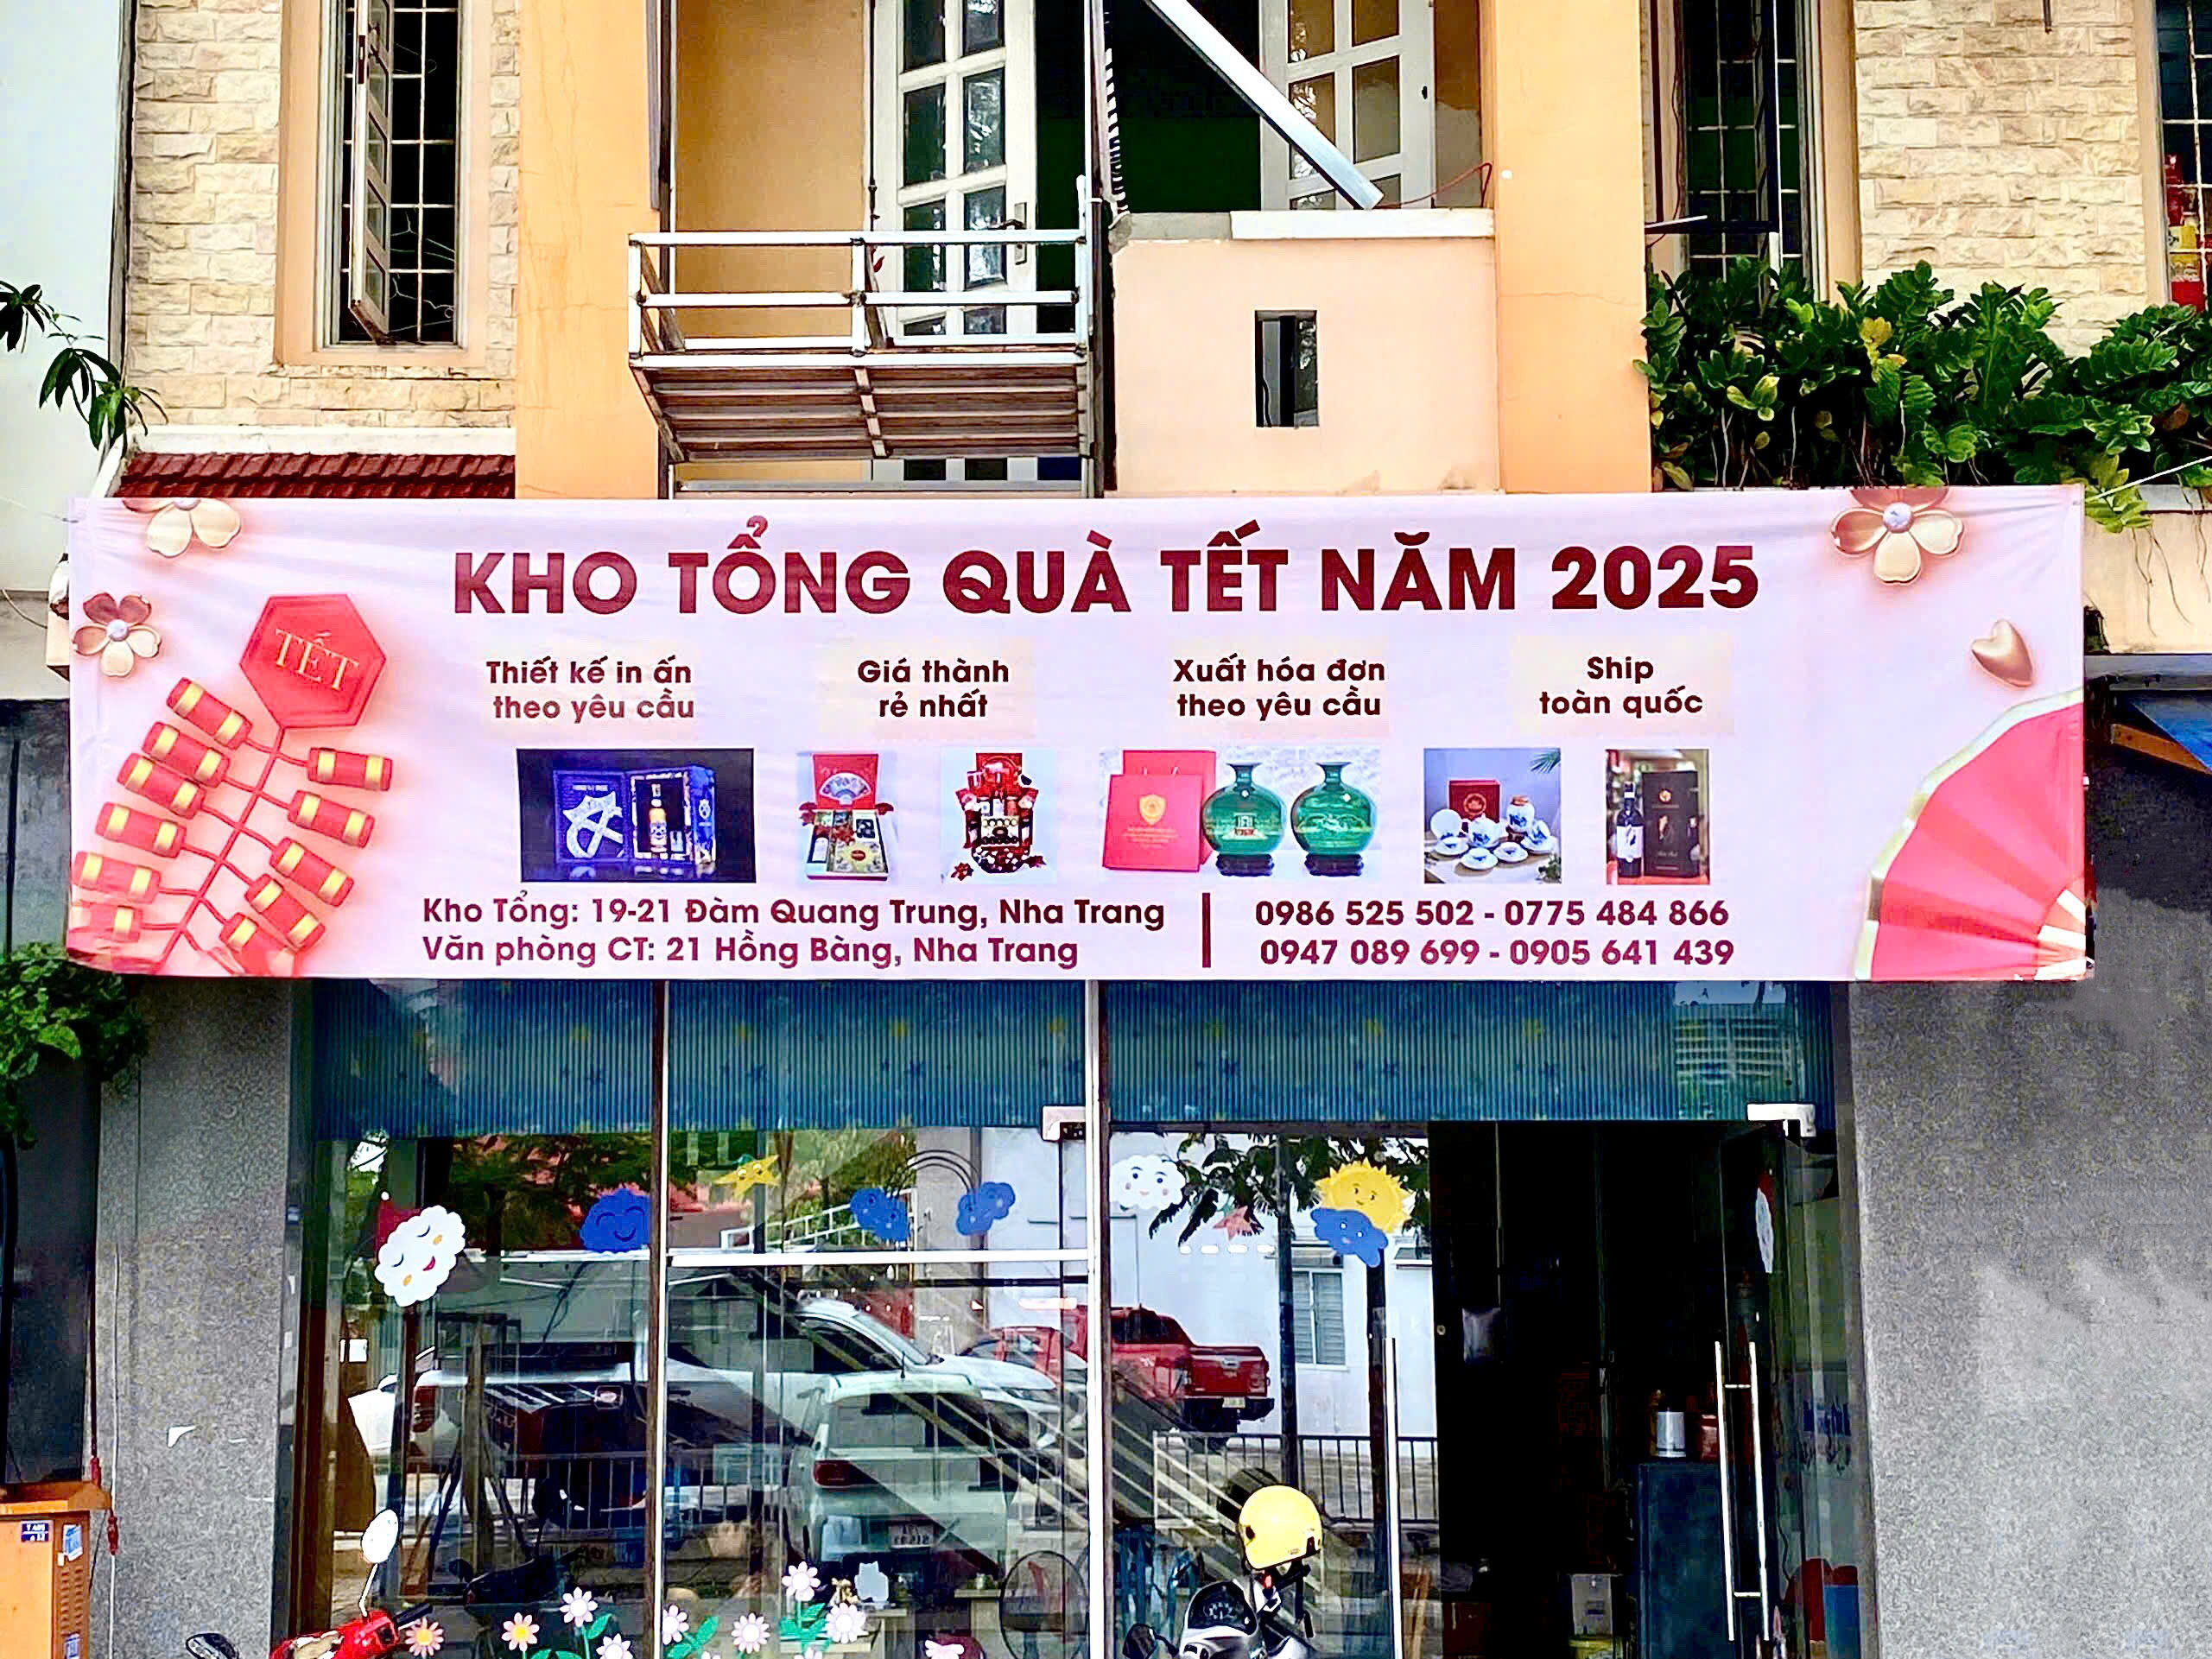 KHO TỔNG QUÀ TẾT NĂM 2025
TẾT
Thiết kế in ấn
theo yêu cầu
Giá thành
rẻ nhất
Xuất hóa đơn
theo yêu cầu
Ship
toàn quốc
Kho Tổng: 19-21 Đàm Quang Trung, Nha Trang
Văn phòng CT: 21 Hồng Bàng, Nha Trang
0986 525 502 - 0775 484 866
0947 089 699 - 0905 641 439